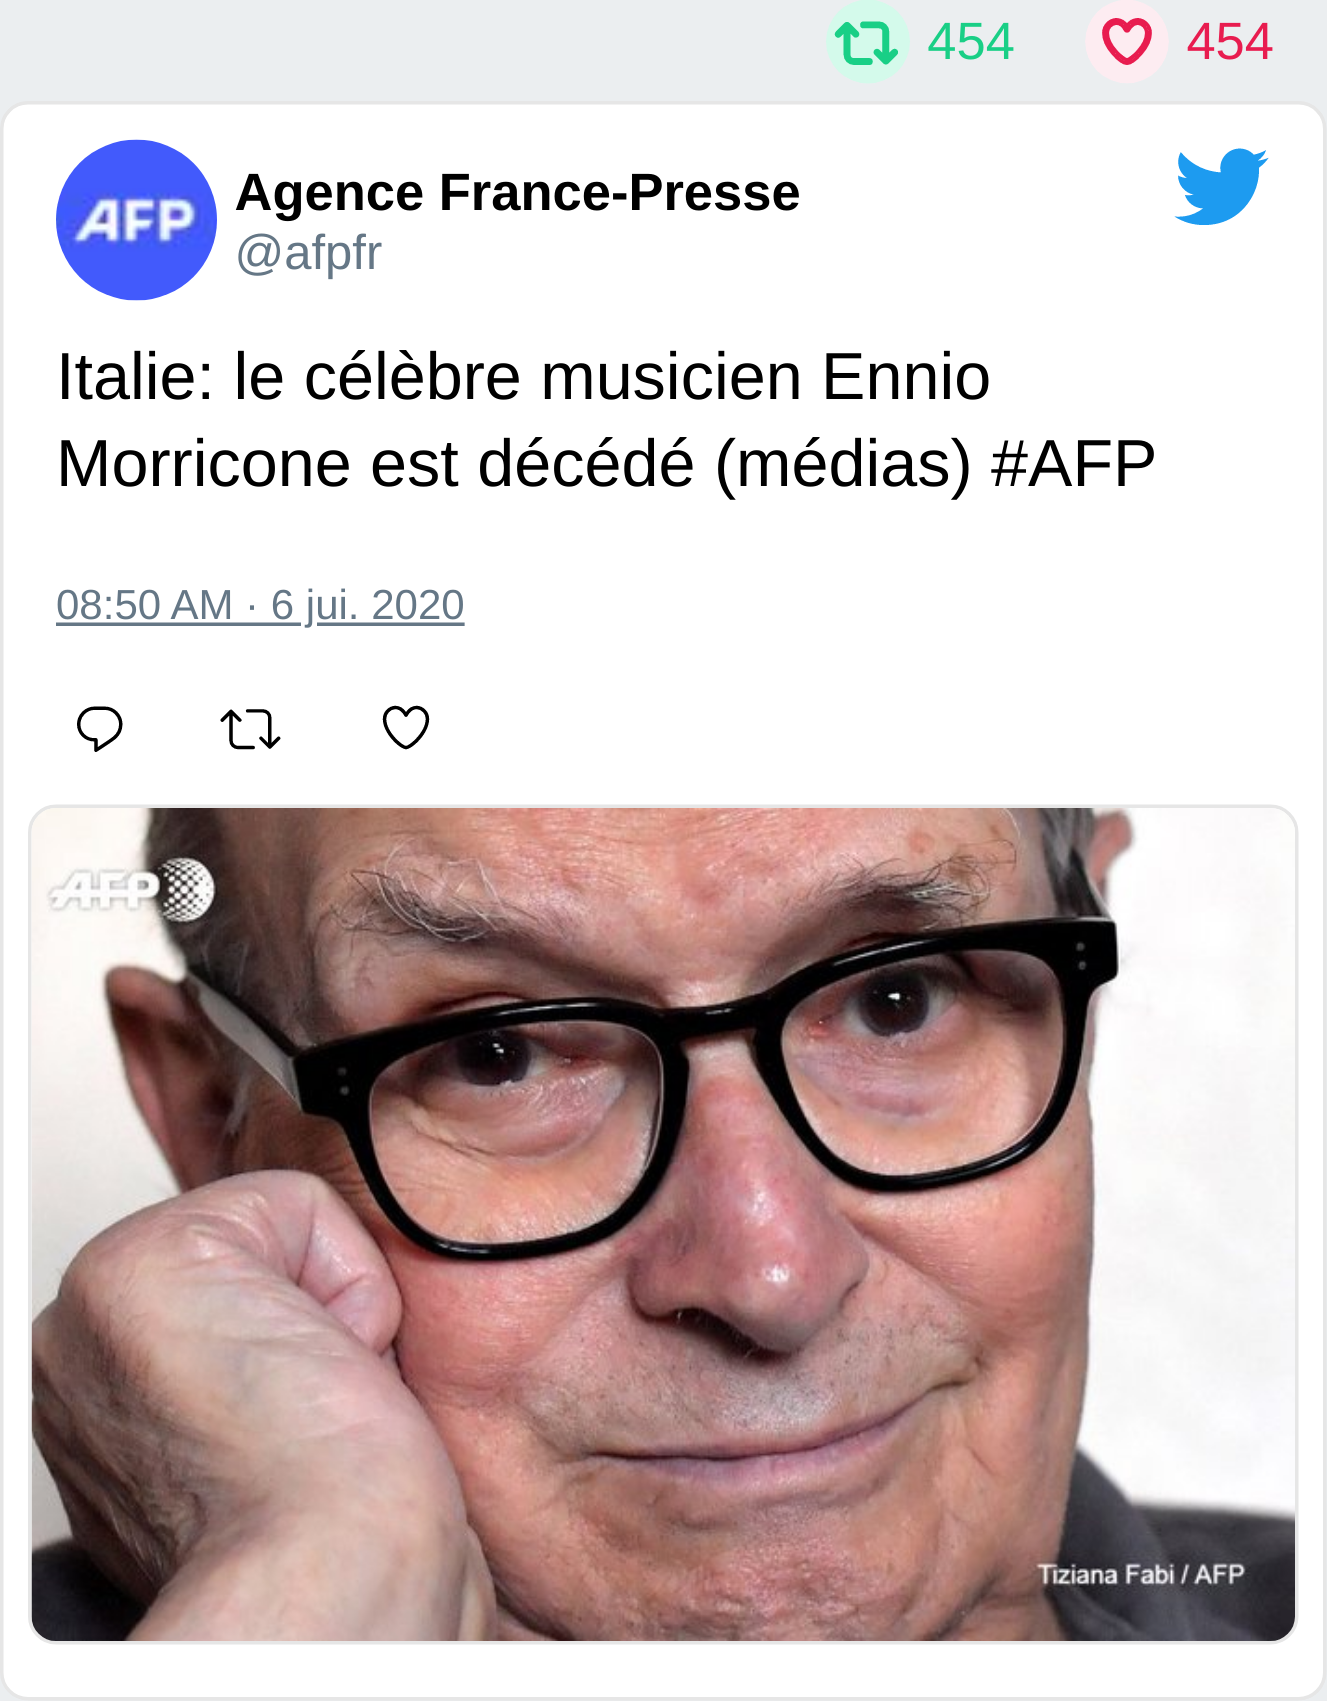 454 454
AFP
Agence France-Presse
@afpfr
Italie: le célèbre musicien Ennio
Morricone est décédé (médias) #AFP
08:50 AM · 6 jui. 2020
AFP
Tiziana Fabi / AFP